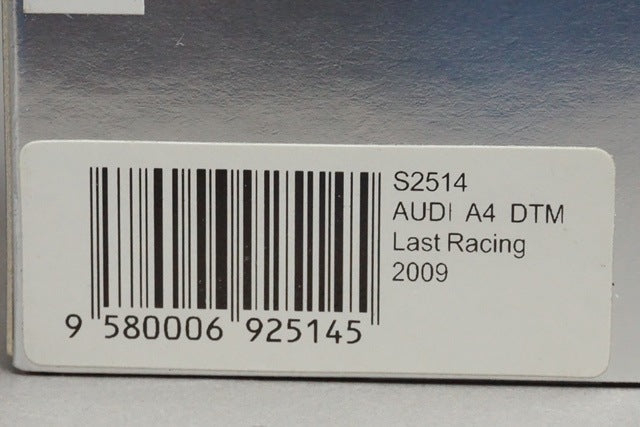 S2514
AUDI A4 DTM
Last Racing
2009
9 580006 925145